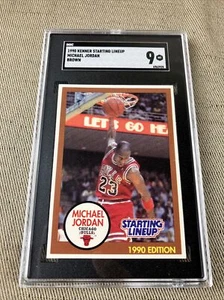 1990 KENNER STARTING LINEUP
MICHAEL JORDAN
BROWN
9
LET'S GO HE
23
MICHAEL
JORDAN
CHICAGO
BULLS
STARTING
LINEUP
1990 EDITION